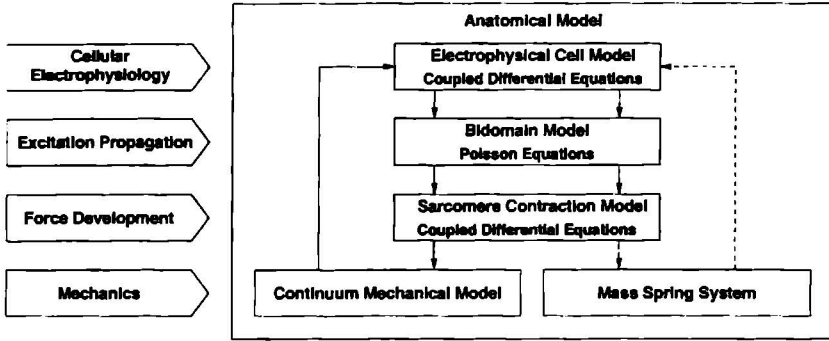 Anatomical Model
Cellular
Electrophysiology
Electrophysical Cell Model
Coupled Differential Equations
Excitation Propagation
Bidomain Model
Poisson Equations
Force Development
Sarcomere Contraction Model
Coupled Differential Equations
Mechanics
Continuum Mechanical Model
Mass Spring System